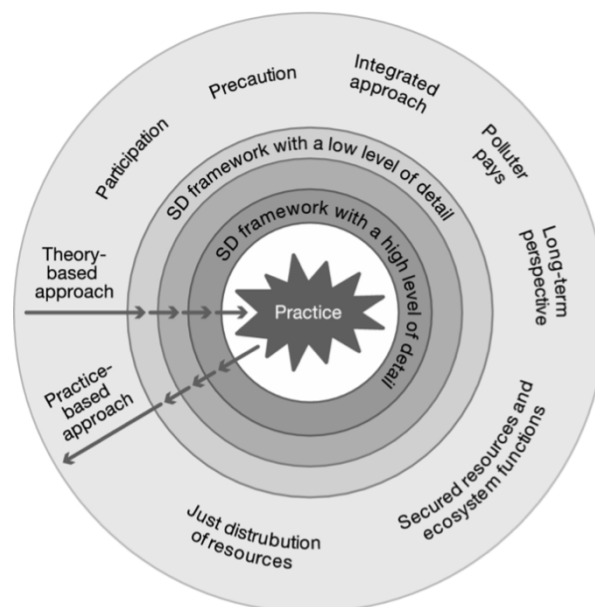 Integrated
approach
Precaution
Polluter
pays
Participation
SD framework with a low level of detail
SD framework with a high level of detail
Long-term
perspective
Theory-
based
approach
Practice
Practice-
based
approach
Secured resources and
ecosystem functions
Just distrubution
of resources